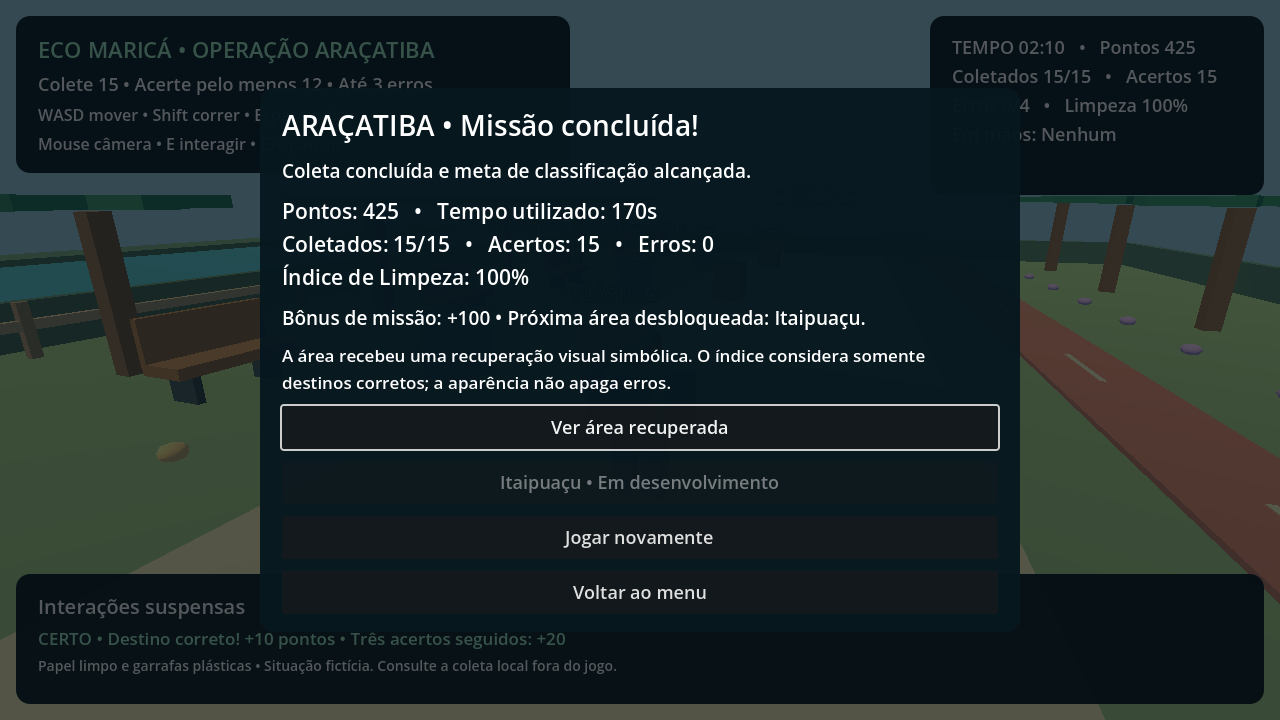 ECO MARICÁ • OPERAÇÃO ARAÇATIBA
Colete 15 • Acerte pelo menos 12 • Até 3 erros
WASD mover • Shift correr •
Mouse câmera • E interagir •
TEMPO 02:10 • Pontos 425
Coletados 15/15 • Acertos 15
4 • Limpeza 100%
Nenhum
ARAÇATIBA • Missão concluída!
Coleta concluída e meta de classificação alcançada.
Pontos: 425 • Tempo utilizado: 170s
Coletados: 15/15 • Acertos: 15 • Erros: 0
Índice de Limpeza: 100%
Bônus de missão: +100 • Próxima área desbloqueada: Itaipuaçu.
A área recebeu uma recuperação visual simbólica. O índice considera somente
destinos corretos; a aparência não apaga erros.
Ver área recuperada
Itaipuaçu • Em desenvolvimento
Jogar novamente
Voltar ao menu
Interações suspensas
CERTO • Destino correto! +10 pontos • Três acertos seguidos: +20
Papel limpo e garrafas plásticas • Situação fictícia. Consulte a coleta local fora do jogo.